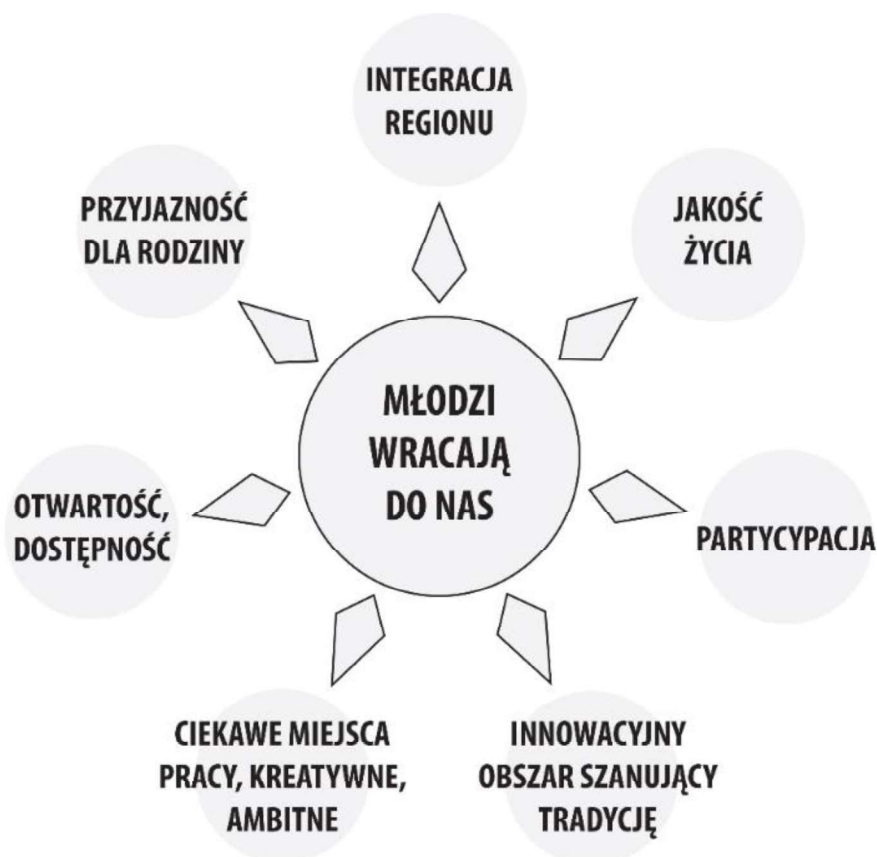 INTEGRACJA
REGIONU
PRZYJAZNOŚĆ
DLA RODZINY
JAKOŚĆ
ŻYCIA
MŁODZI
WRACAJĄ
DO NAS
OTWARTOŚĆ,
DOSTĘPNOŚĆ
PARTYCYPACJA
CIEKAWE MIEJSCA
PRACY, KREATYWNE,
AMBITNE
INNOWACYJNY
OBSZAR SZANUJĄCY
TRADYCJĘ